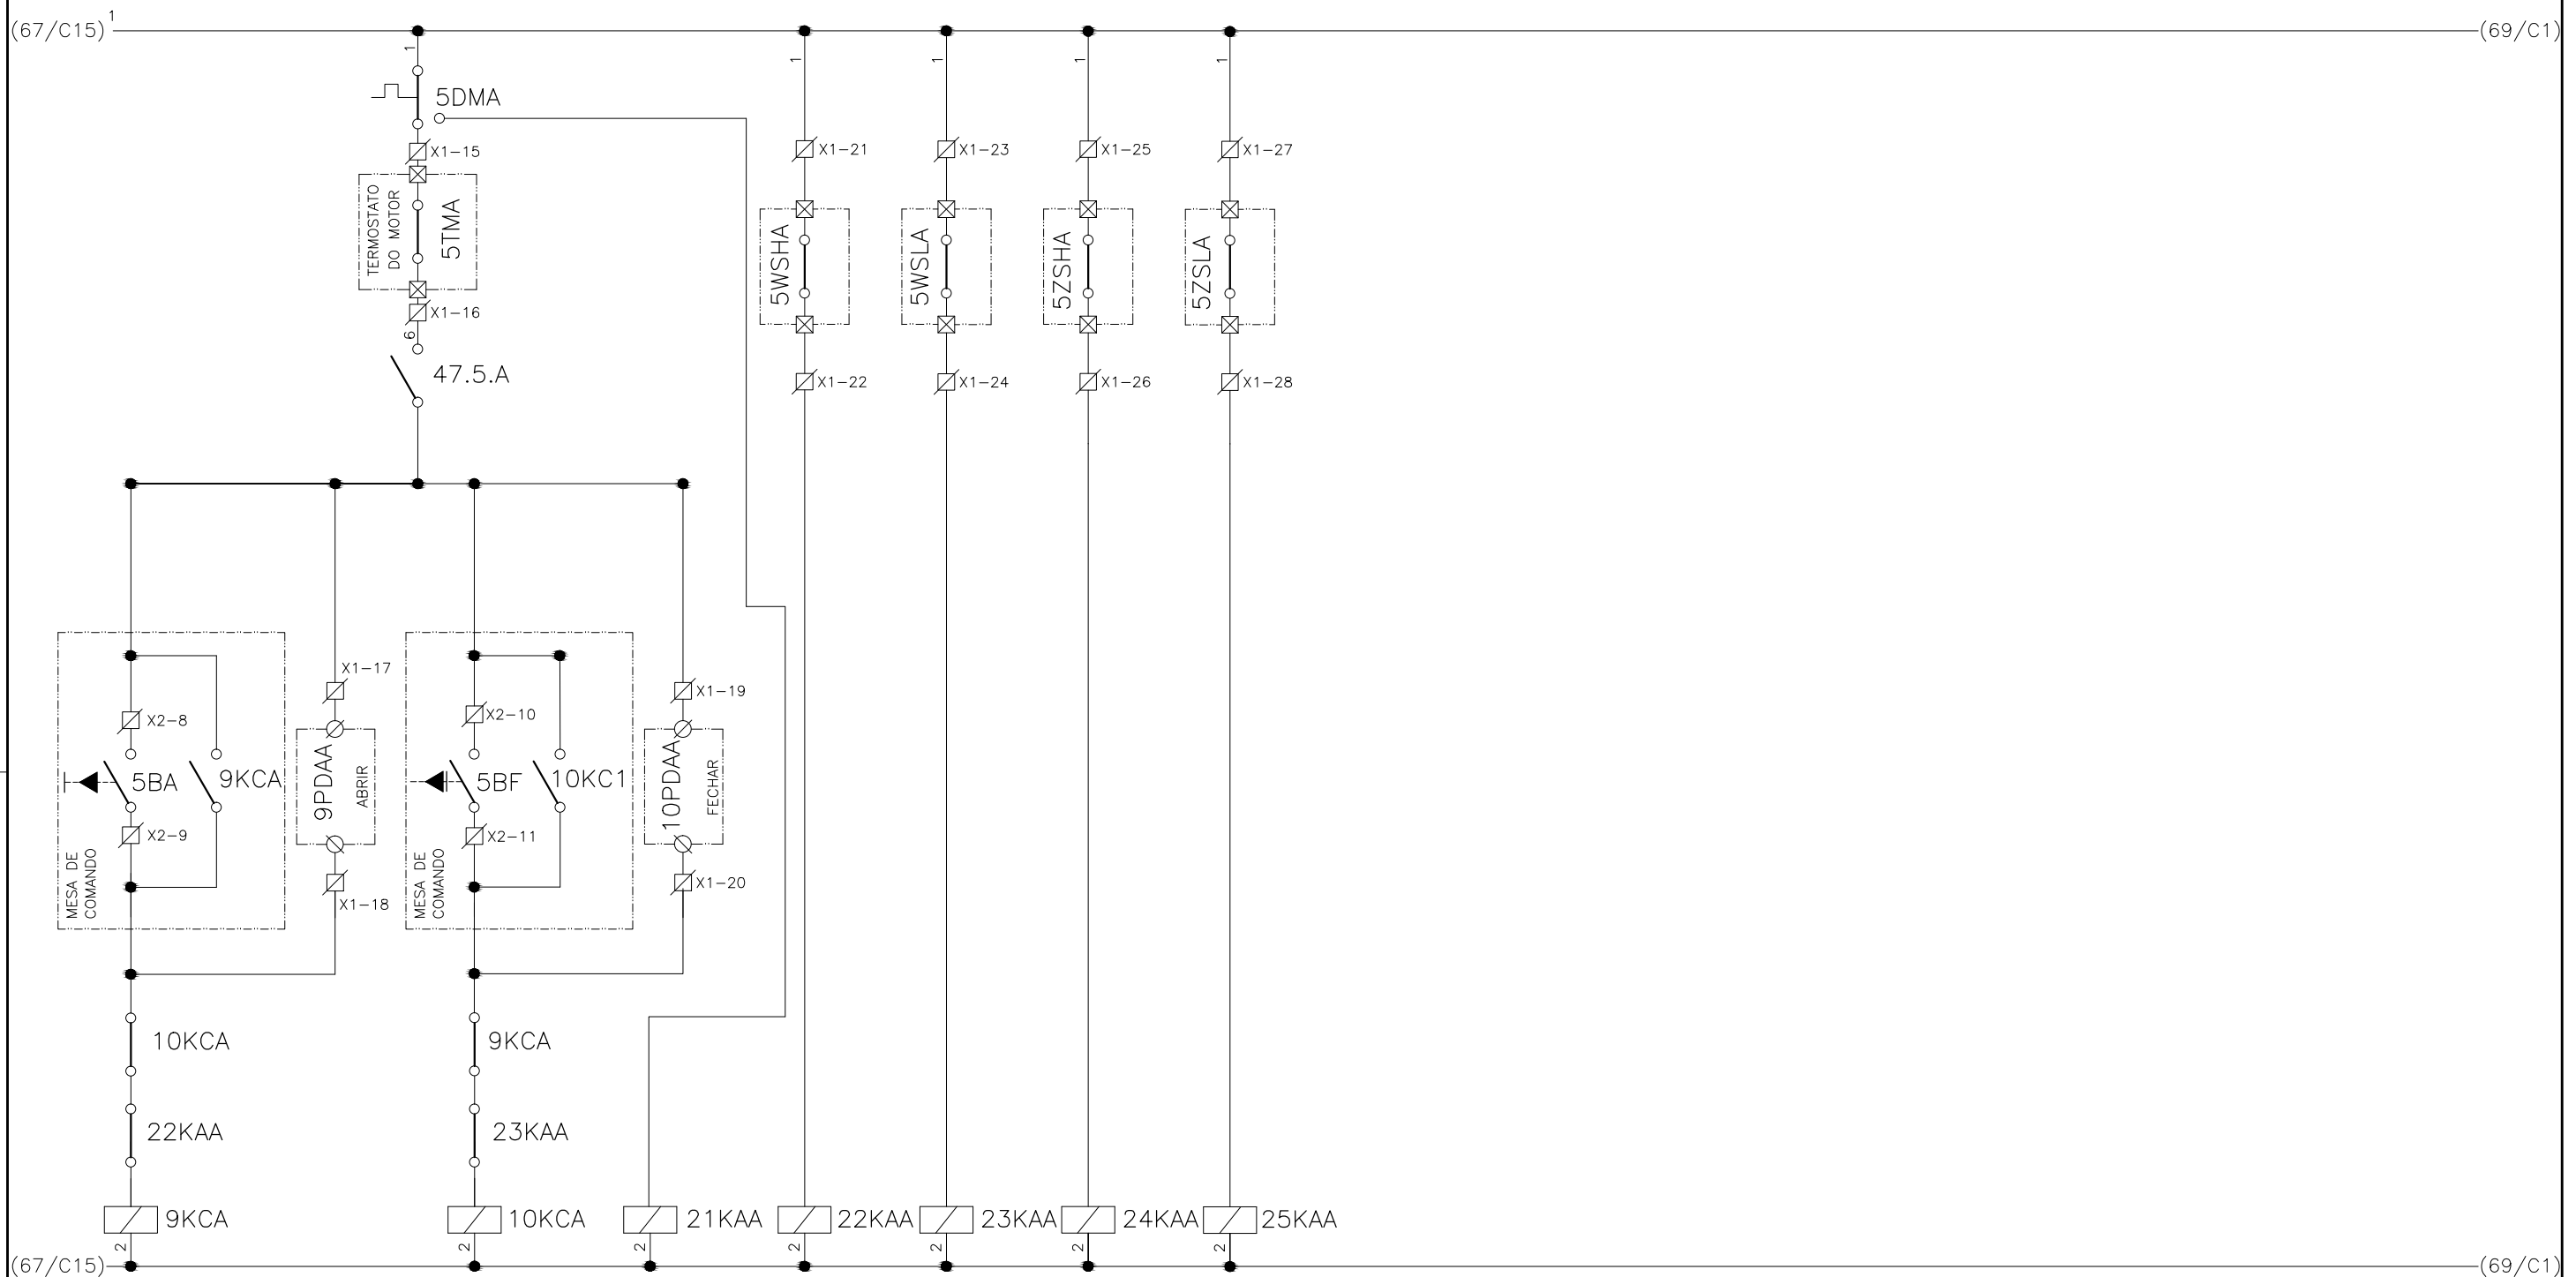 (67/C15) 1
(69/C1)
1
1
1
1
1
5DMA
X1-15
X1-21
X1-23
X1-25
X1-27
TERMOSTATO
DO MOTOR
5TMA
5WSHA
5WSLA
5ZSHA
5ZSLA
X1-16
6
47.5.A
X1-22
X1-24
X1-26
X1-28
X1-17
X1-19
X2-8
X2-10
5BA
9KCA
9PDAA
ABRIR
5BF
10KC1
10PDAA
FECHAR
X2-9
X2-11
MESA DE
COMANDO
X1-18
MESA DE
COMANDO
X1-20
10KCA
9KCA
22KAA
23KAA
9KCA
10KCA
21KAA
22KAA
23KAA
24KAA
25KAA
2
2
2
2
2
2
2
(67/C15)
(69/C1)